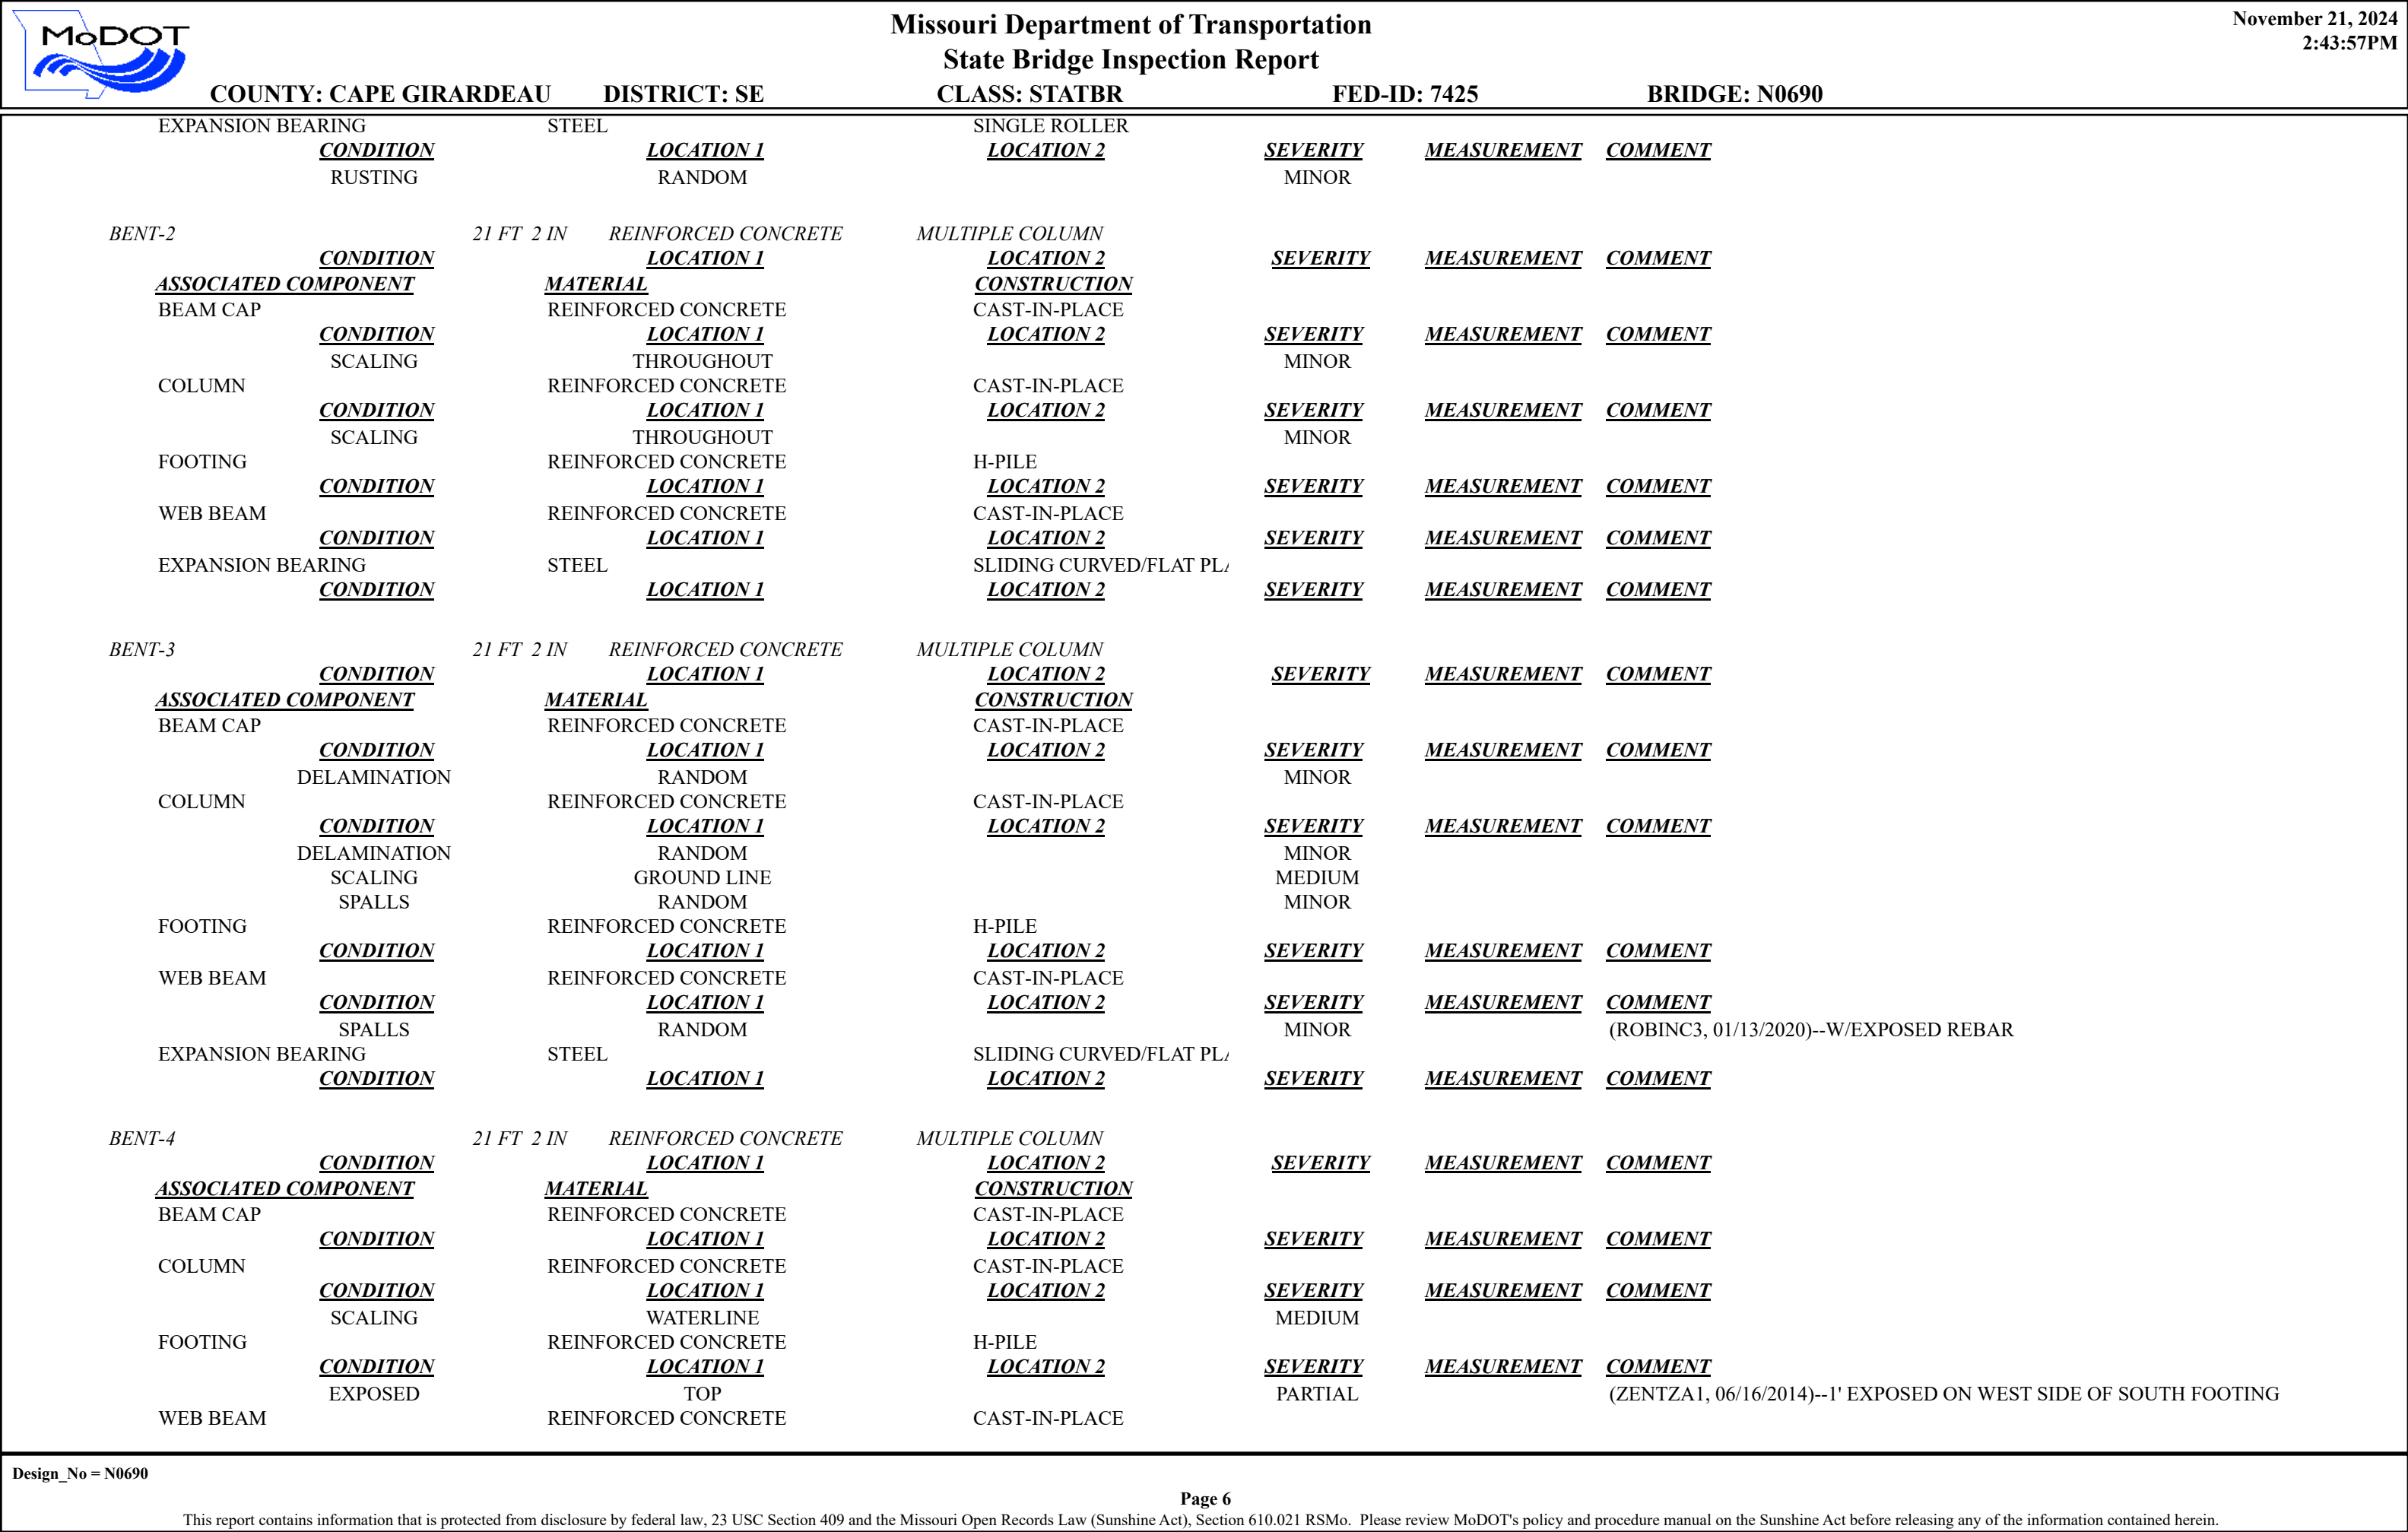 MoDOT
Missouri Department of Transportation
State Bridge Inspection Report
November 21, 2024
2:43:57PM
COUNTY: CAPE GIRARDEAU DISTRICT: SE CLASS: STATBR FED-ID: 7425 BRIDGE: N0690
EXPANSION BEARING STEEL SINGLE ROLLER
CONDITION LOCATION 1 LOCATION 2 SEVERITY MEASUREMENT COMMENT
RUSTING RANDOM MINOR
BENT-2 21 FT 2 IN REINFORCED CONCRETE MULTIPLE COLUMN
CONDITION LOCATION 1 LOCATION 2 SEVERITY MEASUREMENT COMMENT
ASSOCIATED COMPONENT MATERIAL CONSTRUCTION
BEAM CAP REINFORCED CONCRETE CAST-IN-PLACE
CONDITION LOCATION 1 LOCATION 2 SEVERITY MEASUREMENT COMMENT
SCALING THROUGHOUT MINOR
COLUMN REINFORCED CONCRETE CAST-IN-PLACE
CONDITION LOCATION 1 LOCATION 2 SEVERITY MEASUREMENT COMMENT
SCALING THROUGHOUT MINOR
FOOTING REINFORCED CONCRETE H-PILE
CONDITION LOCATION 1 LOCATION 2 SEVERITY MEASUREMENT COMMENT
WEB BEAM REINFORCED CONCRETE CAST-IN-PLACE
CONDITION LOCATION 1 LOCATION 2 SEVERITY MEASUREMENT COMMENT
EXPANSION BEARING STEEL SLIDING CURVED/FLAT PLA
CONDITION LOCATION 1 LOCATION 2 SEVERITY MEASUREMENT COMMENT
BENT-3 21 FT 2 IN REINFORCED CONCRETE MULTIPLE COLUMN
CONDITION LOCATION 1 LOCATION 2 SEVERITY MEASUREMENT COMMENT
ASSOCIATED COMPONENT MATERIAL CONSTRUCTION
BEAM CAP REINFORCED CONCRETE CAST-IN-PLACE
CONDITION LOCATION 1 LOCATION 2 SEVERITY MEASUREMENT COMMENT
DELAMINATION RANDOM MINOR
COLUMN REINFORCED CONCRETE CAST-IN-PLACE
CONDITION LOCATION 1 LOCATION 2 SEVERITY MEASUREMENT COMMENT
DELAMINATION RANDOM MINOR
SCALING GROUND LINE MEDIUM
SPALLS RANDOM MINOR
FOOTING REINFORCED CONCRETE H-PILE
CONDITION LOCATION 1 LOCATION 2 SEVERITY MEASUREMENT COMMENT
WEB BEAM REINFORCED CONCRETE CAST-IN-PLACE
CONDITION LOCATION 1 LOCATION 2 SEVERITY MEASUREMENT COMMENT
SPALLS RANDOM MINOR (ROBINC3, 01/13/2020)--W/EXPOSED REBAR
EXPANSION BEARING STEEL SLIDING CURVED/FLAT PLA
CONDITION LOCATION 1 LOCATION 2 SEVERITY MEASUREMENT COMMENT
BENT-4 21 FT 2 IN REINFORCED CONCRETE MULTIPLE COLUMN
CONDITION LOCATION 1 LOCATION 2 SEVERITY MEASUREMENT COMMENT
ASSOCIATED COMPONENT MATERIAL CONSTRUCTION
BEAM CAP REINFORCED CONCRETE CAST-IN-PLACE
CONDITION LOCATION 1 LOCATION 2 SEVERITY MEASUREMENT COMMENT
COLUMN REINFORCED CONCRETE CAST-IN-PLACE
CONDITION LOCATION 1 LOCATION 2 SEVERITY MEASUREMENT COMMENT
SCALING WATERLINE MEDIUM
FOOTING REINFORCED CONCRETE H-PILE
CONDITION LOCATION 1 LOCATION 2 SEVERITY MEASUREMENT COMMENT
EXPOSED TOP PARTIAL (ZENTZA1, 06/16/2014)--1' EXPOSED ON WEST SIDE OF SOUTH FOOTING
WEB BEAM REINFORCED CONCRETE CAST-IN-PLACE
Design_No = N0690
Page 6
This report contains information that is protected from disclosure by federal law, 23 USC Section 409 and the Missouri Open Records Law (Sunshine Act), Section 610.021 RSMo. Please review MoDOT's policy and procedure manual on the Sunshine Act before releasing any of the information contained herein.